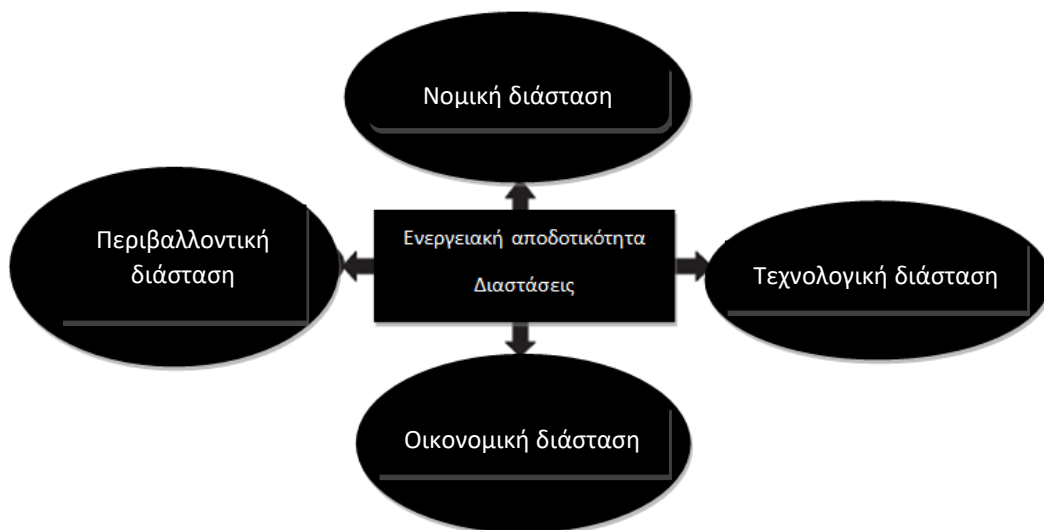 Νομική διάσταση
Περιβαλλοντική
διάσταση
Ενεργειακή αποδοτικότητα
Διαστάσεις
Τεχνολογική διάσταση
Οικονομική διάσταση